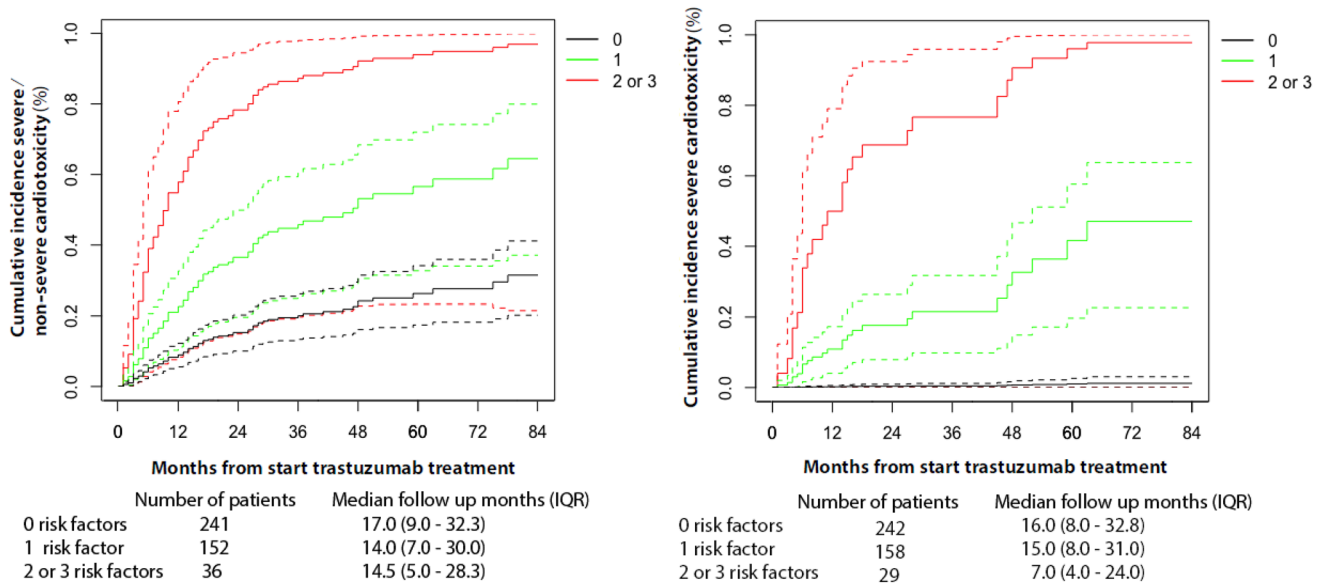 Cumulative incidence severe/
non-severe cardiotoxicity (%)
1.0
0.8
0.6
0.4
0.2
0.0
0
1
2 or 3
0 12 24 36 48 60 72 84
Months from start trastuzumab treatment
Number of patients Median follow up months (IQR)
0 risk factors 241 17.0 (9.0 - 32.3)
1 risk factor 152 14.0 (7.0 - 30.0)
2 or 3 risk factors 36 14.5 (5.0 - 28.3)
Cumulative incidence severe cardiotoxicity (%)
1.0
0.8
0.6
0.4
0.2
0.0
0
1
2 or 3
0 12 24 36 48 60 72 84
Months from start trastuzumab treatment
Number of patients Median follow up months (IQR)
0 risk factors 242 16.0 (8.0 - 32.8)
1 risk factor 158 15.0 (8.0 - 31.0)
2 or 3 risk factors 29 7.0 (4.0 - 24.0)